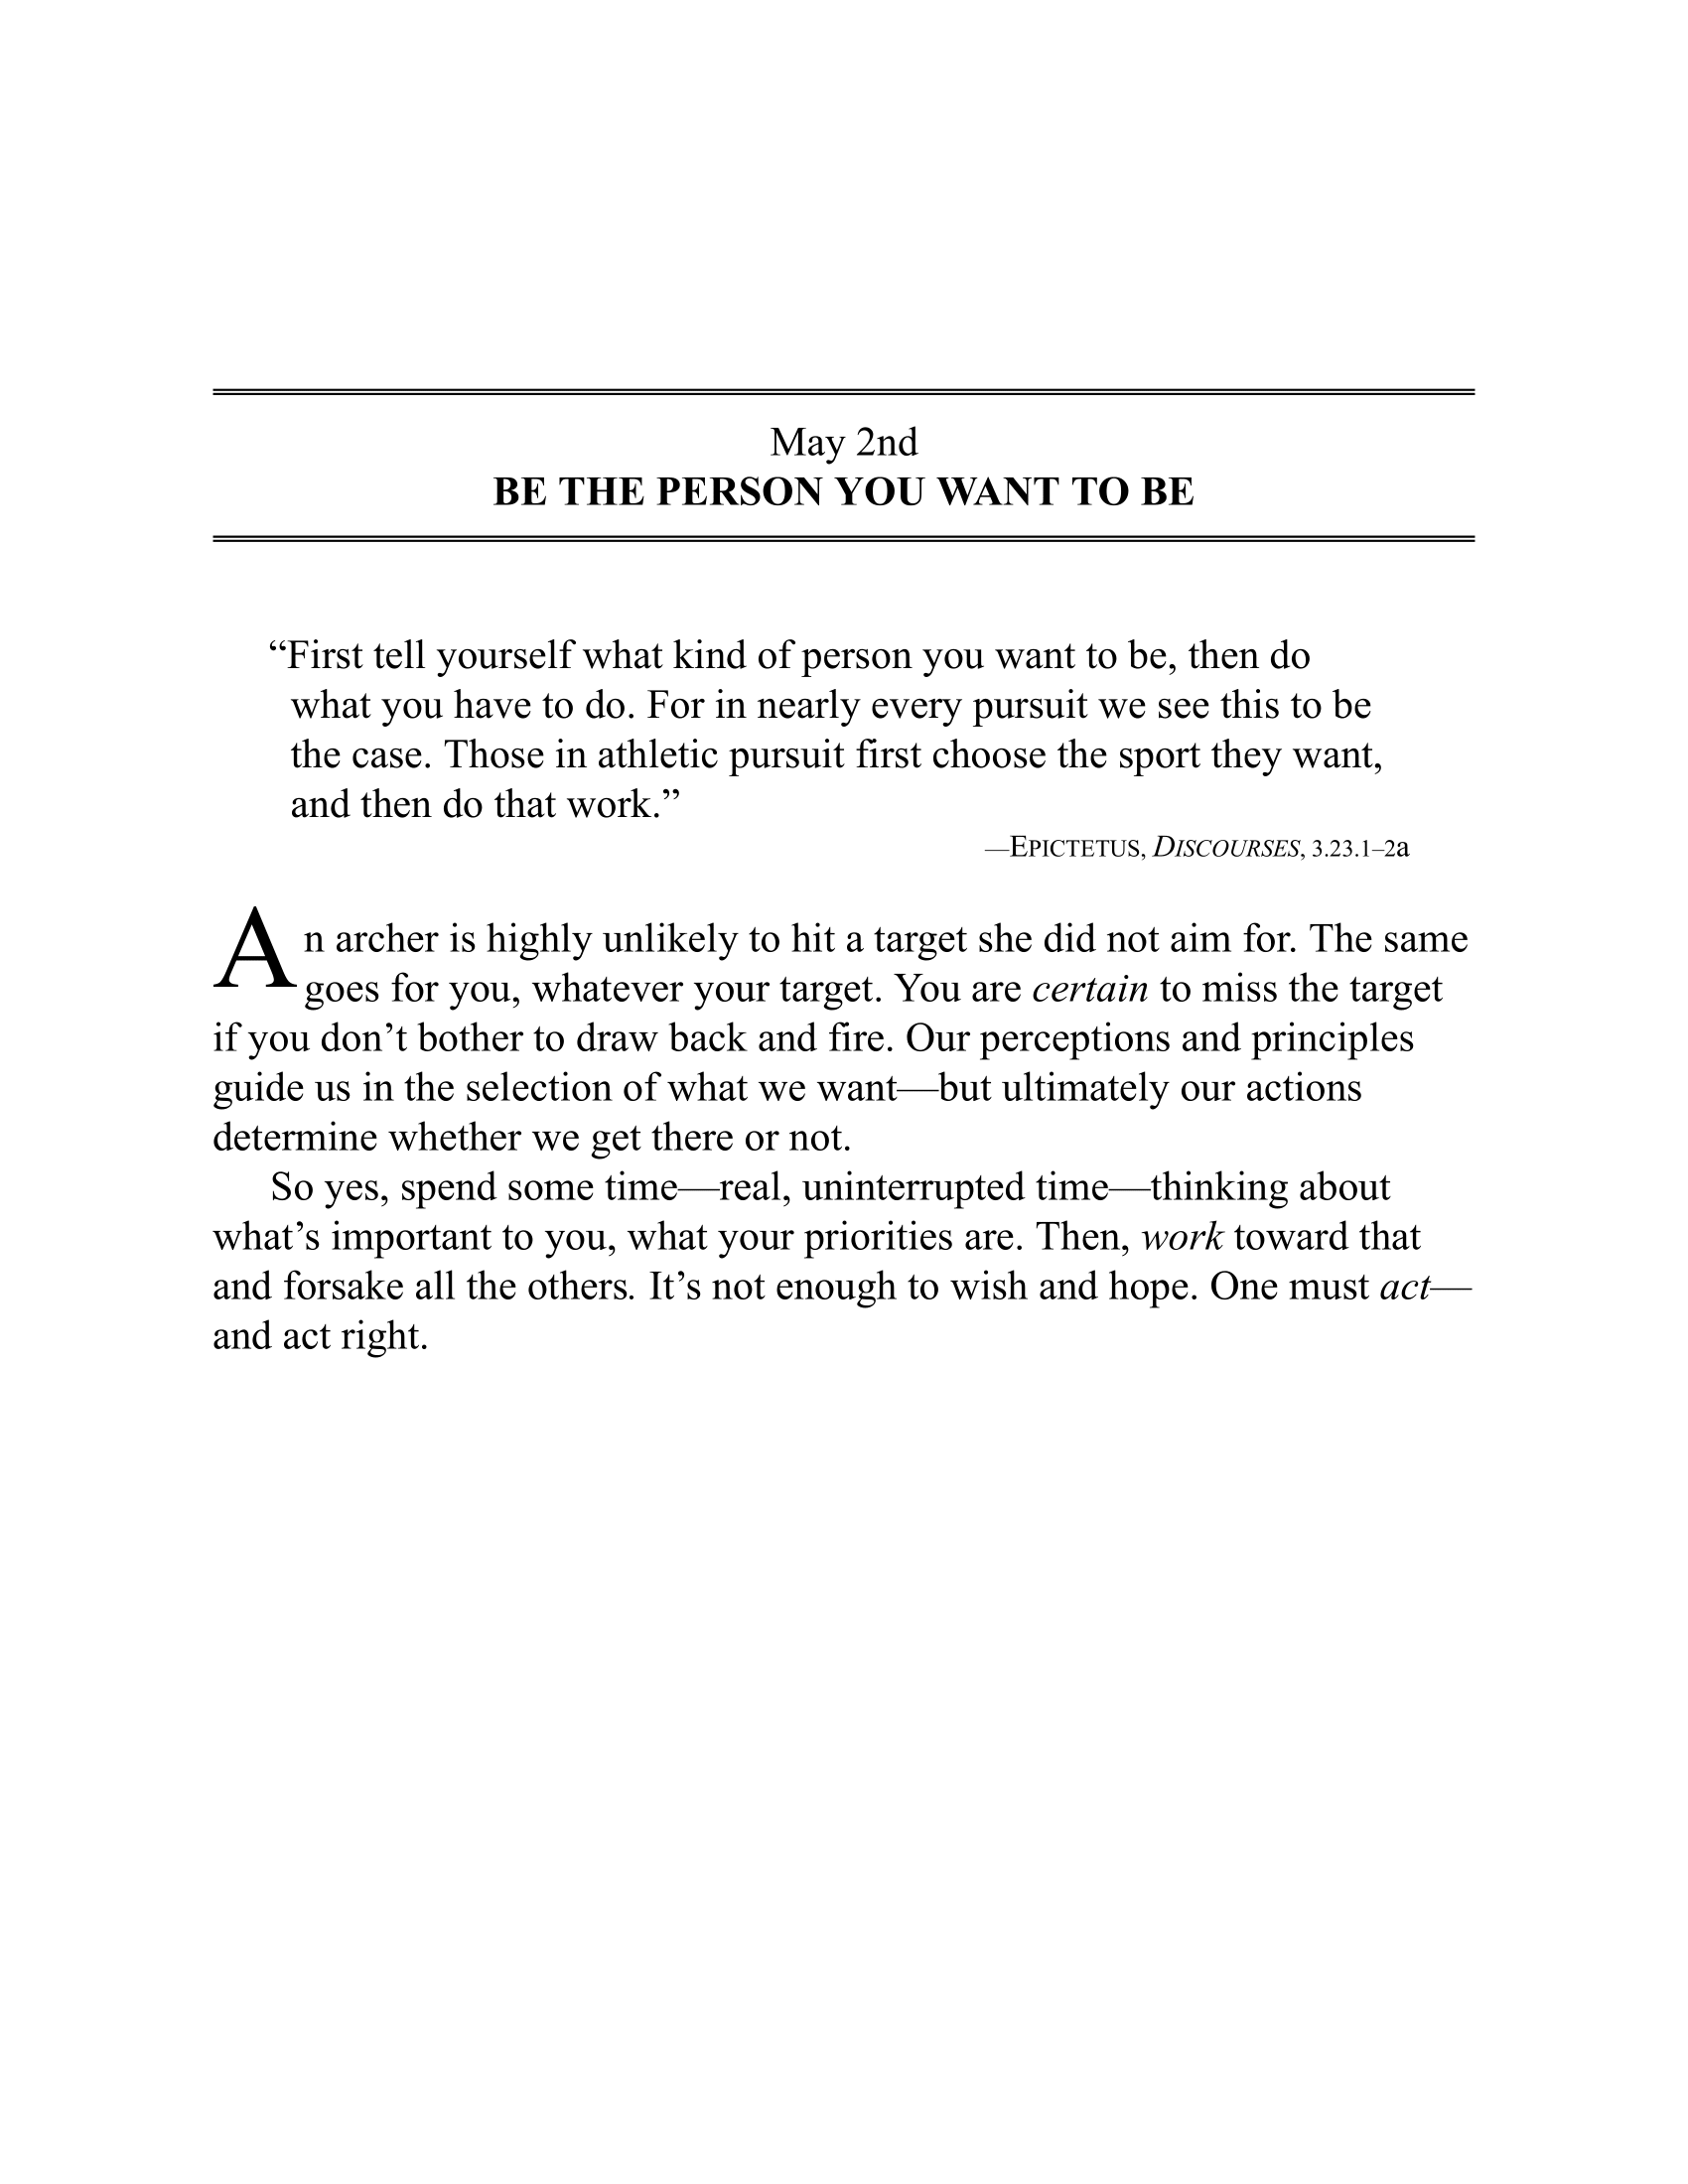 May 2nd
BE THE PERSON YOU WANT TO BE
“First tell yourself what kind of person you want to be, then do
what you have to do. For in nearly every pursuit we see this to be
the case. Those in athletic pursuit first choose the sport they want,
and then do that work.”
—EPICTETUS, DISCOURSES, 3.23.1–2a
An archer is highly unlikely to hit a target she did not aim for. The same
goes for you, whatever your target. You are certain to miss the target
if you don’t bother to draw back and fire. Our perceptions and principles
guide us in the selection of what we want—but ultimately our actions
determine whether we get there or not.
So yes, spend some time—real, uninterrupted time—thinking about
what’s important to you, what your priorities are. Then, work toward that
and forsake all the others. It’s not enough to wish and hope. One must act—
and act right.